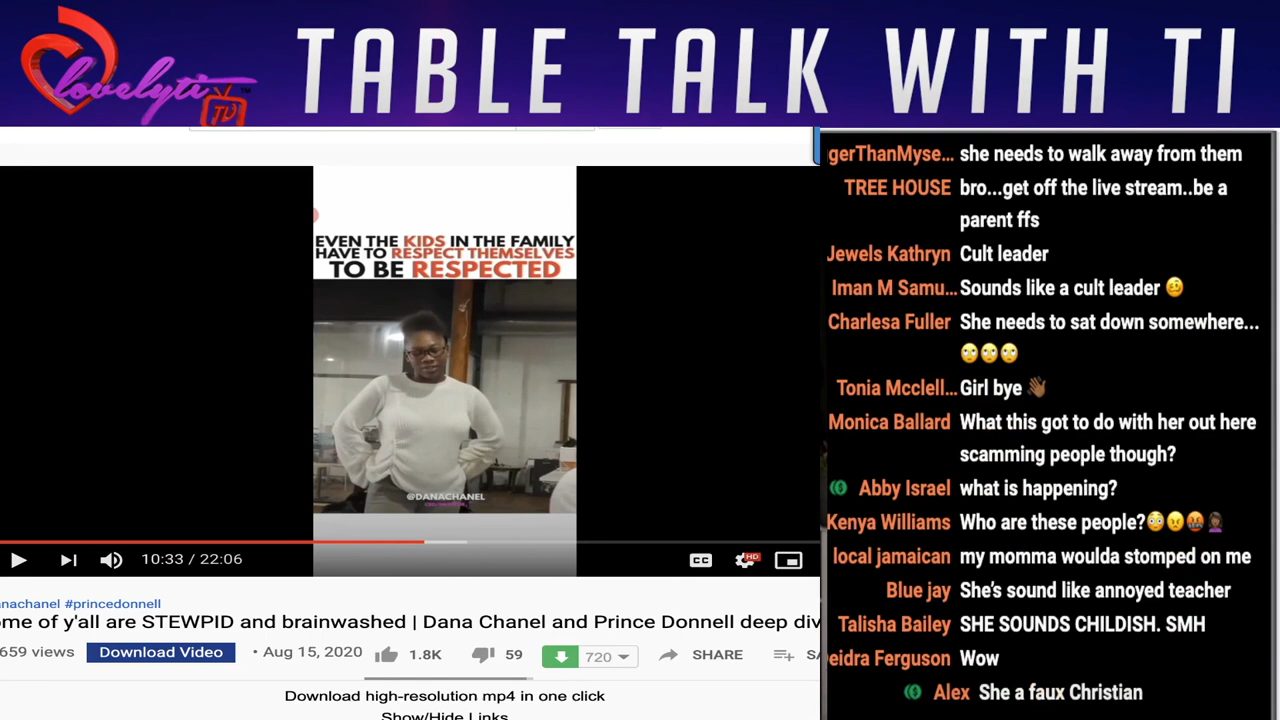 lovelyti TV
TABLE TALK WITH TI
EVEN THE KIDS IN THE FAMILY
HAVE TO RESPECT THEMSELVES
TO BE RESPECTED
@DANACHANEL
10:33 / 22:06
CC
HD
nachanel #princedonnell
ome of y'all are STEWPID and brainwashed | Dana Chanel and Prince Donnell deep div
659 views
Download Video
• Aug 15, 2020
1.8K
59
720
SHARE
SA
Download high-resolution mp4 in one click
Show/Hide Links
gerThanMyse... she needs to walk away from them
TREE HOUSE bro...get off the live stream..be a
parent ffs
Jewels Kathryn Cult leader
Iman M Samu... Sounds like a cult leader 🥴
Charlesa Fuller She needs to sat down somewhere...
🙄🙄🙄
Tonia Mcclell... Girl bye 👋🏾
Monica Ballard What this got to do with her out here
scamming people though?
Abby Israel what is happening?
Kenya Williams Who are these people?😳😠🤬🤦🏾‍♀️
local jamaican my momma woulda stomped on me
Blue jay She's sound like annoyed teacher
Talisha Bailey SHE SOUNDS CHILDISH. SMH
eidra Ferguson Wow
Alex She a faux Christian